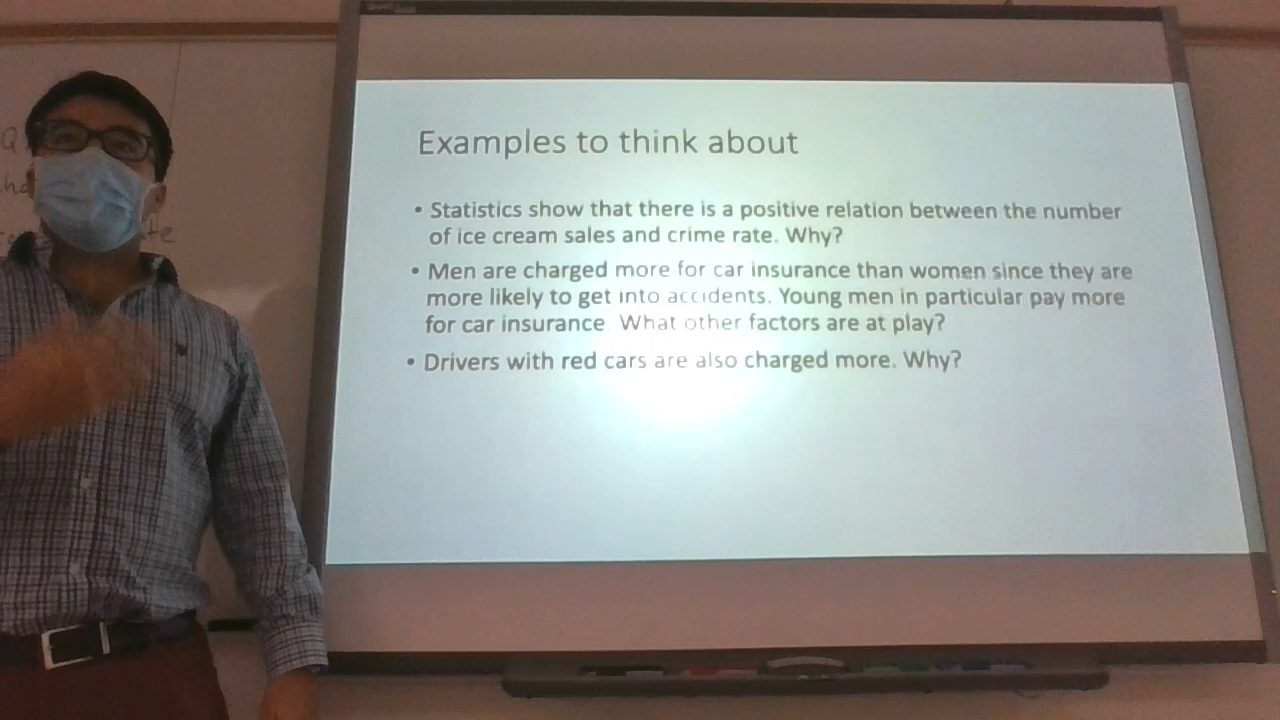 Examples to think about
• Statistics show that there is a positive relation between the number
of ice cream sales and crime rate. Why?
• Men are charged more for car insurance than women since they are
more likely to get into accidents. Young men in particular pay more
for car insurance. What other factors are at play?
• Drivers with red cars are also charged more. Why?